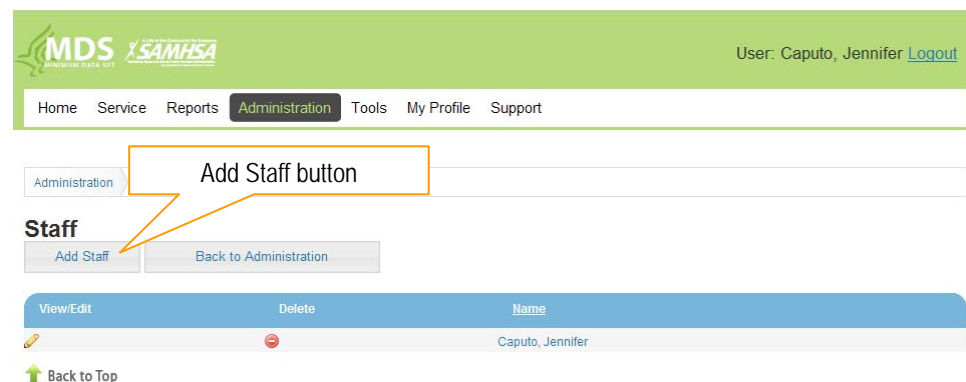 MDS
MINIMUM DATA SET
SAMHSA
User: Caputo, Jennifer Logout
Home Service Reports Administration Tools My Profile Support
Administration
Add Staff button
Staff
Add Staff Back to Administration
View/Edit Delete Name
Caputo, Jennifer
Back to Top